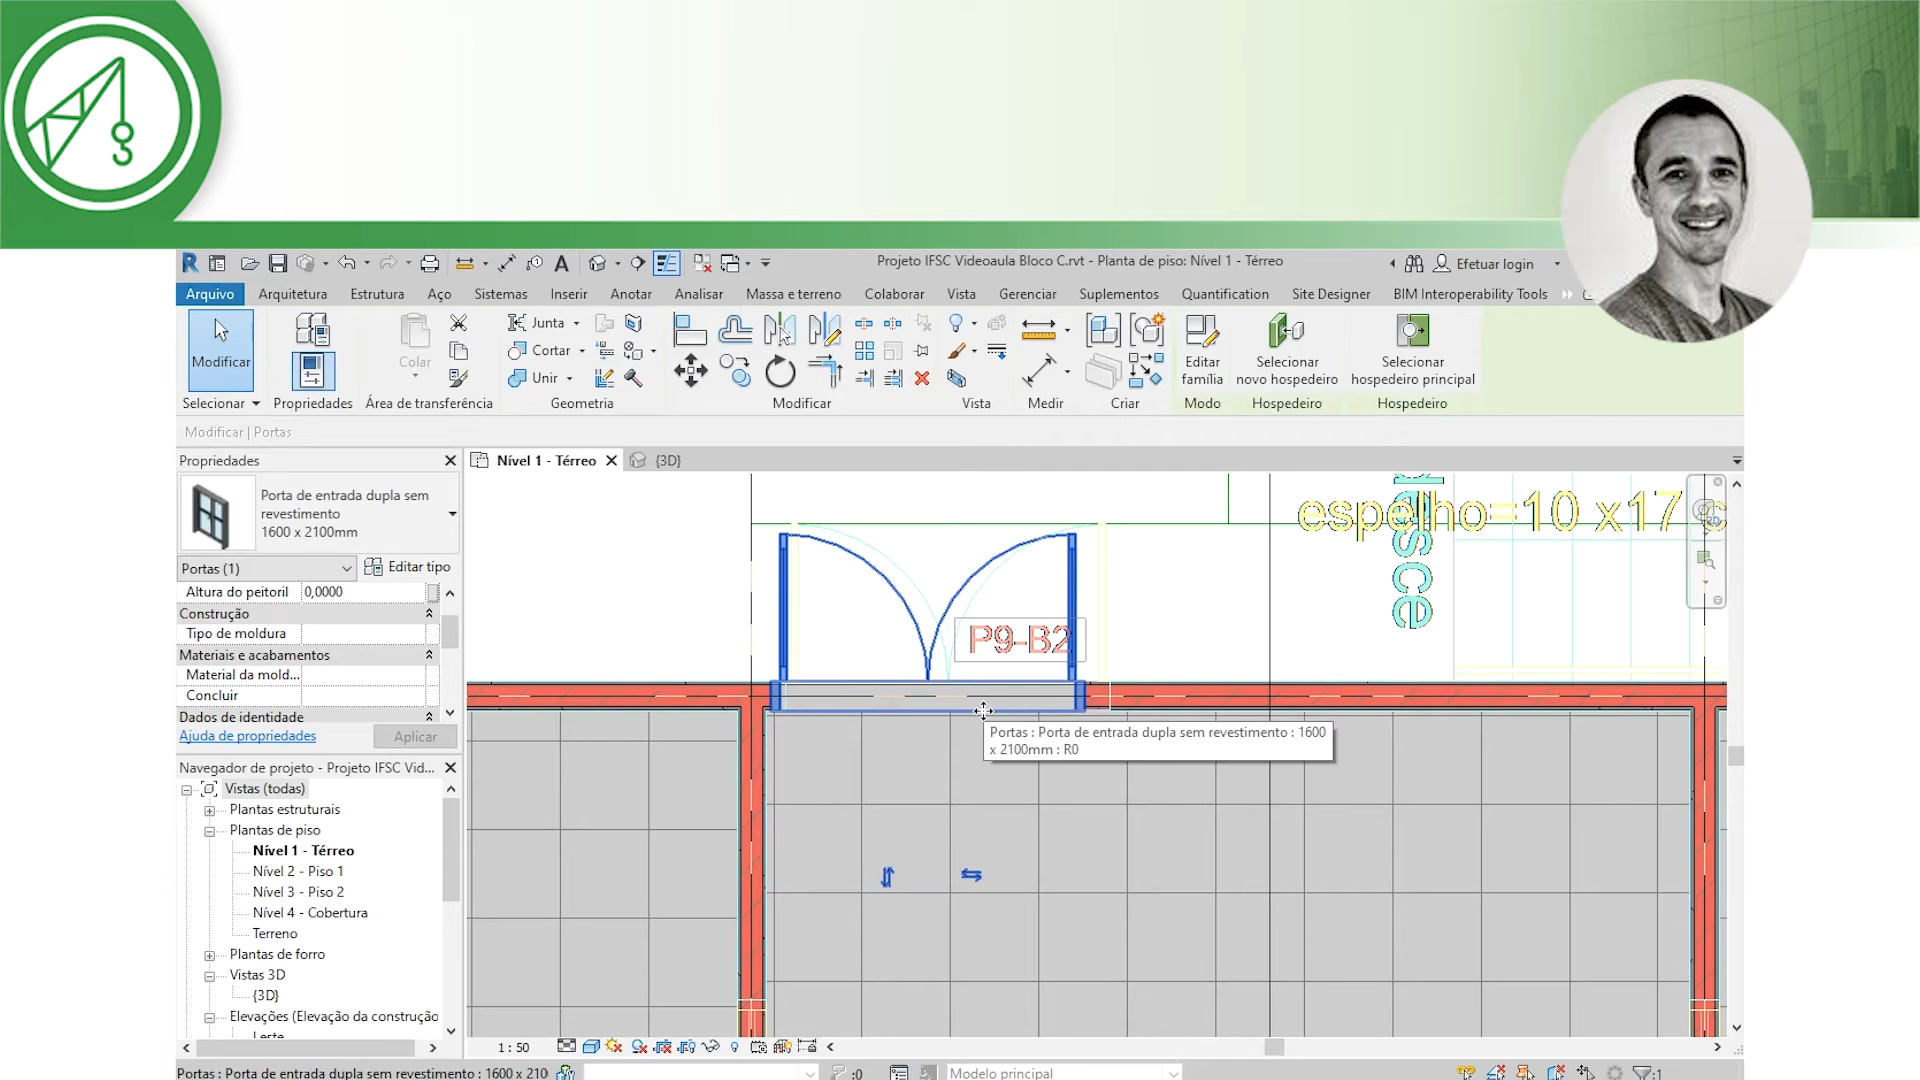 Projeto IFSC Videoaula Bloco C.rvt - Planta de piso: Nível 1 - Térreo
Efetuar login
Arquivo Arquitetura Estrutura Aço Sistemas Inserir Anotar Analisar Massa e terreno Colaborar Vista Gerenciar Suplementos Quantification Site Designer BIM Interoperability Tools
Modificar
Colar
Junta
Cortar
Unir
Editar família
Selecionar novo hospedeiro
Selecionar hospedeiro principal
Selecionar Propriedades Área de transferência Geometria Modificar Vista Medir Criar Modo Hospedeiro Hospedeiro
Modificar | Portas
Propriedades
Nível 1 - Térreo
{3D}
Porta de entrada dupla sem
revestimento
1600 x 2100mm
Portas (1)
Editar tipo
Altura do peitoril 0,0000
Construção
Tipo de moldura
Materiais e acabamentos
Material da mold...
Concluir
Dados de identidade
Ajuda de propriedades
Aplicar
Navegador de projeto - Projeto IFSC Vid...
Vistas (todas)
Plantas estruturais
Plantas de piso
Nível 1 - Térreo
Nível 2 - Piso 1
Nível 3 - Piso 2
Nível 4 - Cobertura
Terreno
Plantas de forro
Vistas 3D
{3D}
Elevações (Elevação da construção
Leste
espelho=10 x17 c
desce
P9-B2
Portas : Porta de entrada dupla sem revestimento : 1600
x 2100mm : R0
1 : 50
Portas : Porta de entrada dupla sem revestimento : 1600 x 210
:0
Modelo principal
:1